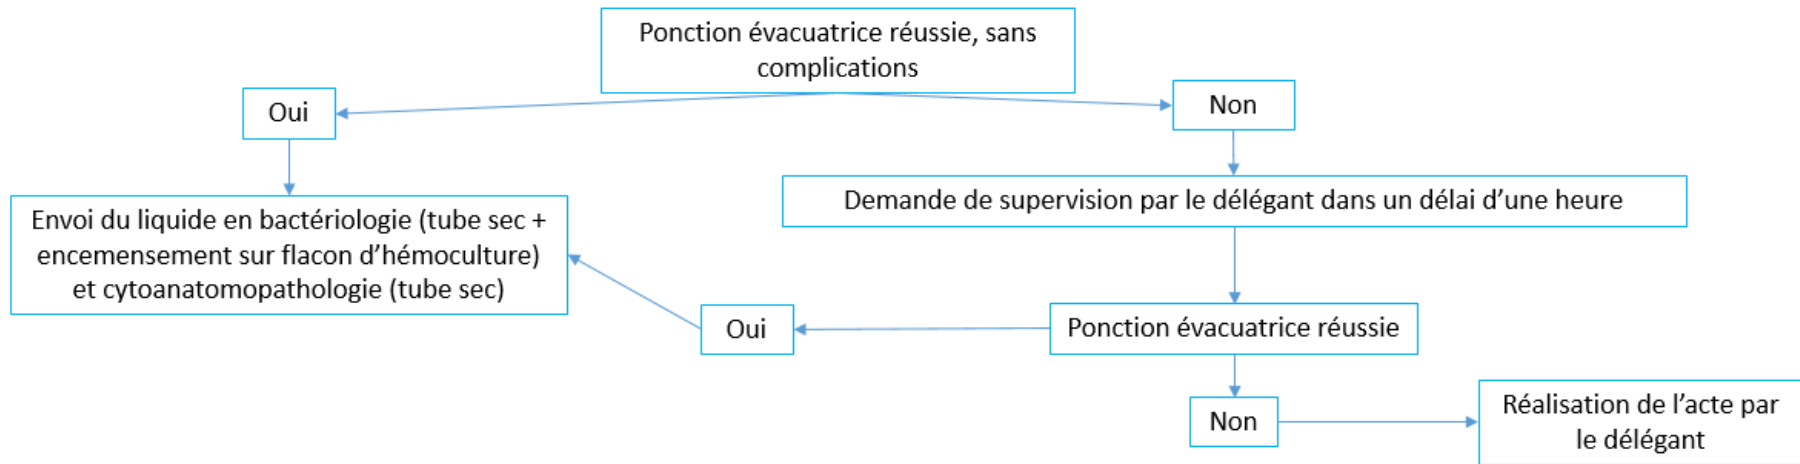 Ponction évacuatrice réussie, sans
complications
Oui
Non
Envoi du liquide en bactériologie (tube sec +
encemensement sur flacon d’hémoculture)
et cytoanatomopathologie (tube sec)
Demande de supervision par le délégant dans un délai d’une heure
Ponction évacuatrice réussie
Oui
Non
Réalisation de l’acte par
le délégant